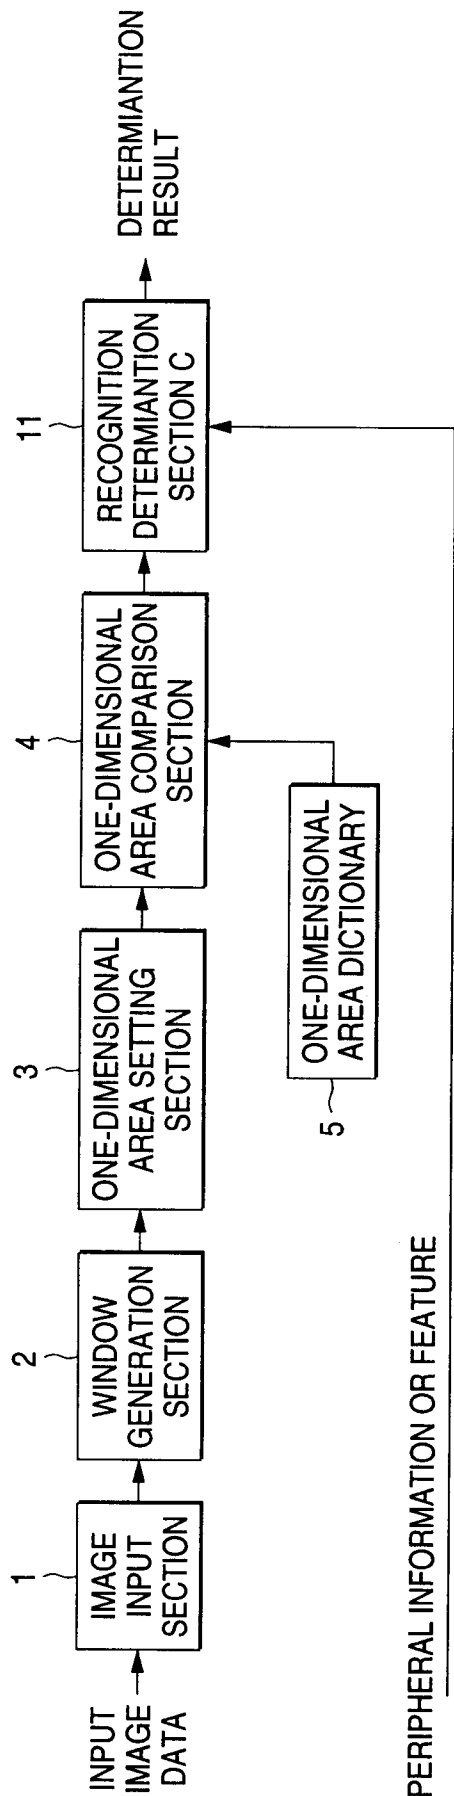 INPUT
IMAGE
DATA
1
IMAGE
INPUT
SECTION
2
WINDOW
GENERATION
SECTION
3
ONE-DIMENSIONAL
AREA SETTING
SECTION
4
ONE-DIMENSIONAL
AREA COMPARISON
SECTION
11
RECOGNITION
DETERMIANTION
SECTION C
DETERMIANTION
RESULT
5
ONE-DIMENSIONAL
AREA DICTIONARY
PERIPHERAL INFORMATION OR FEATURE